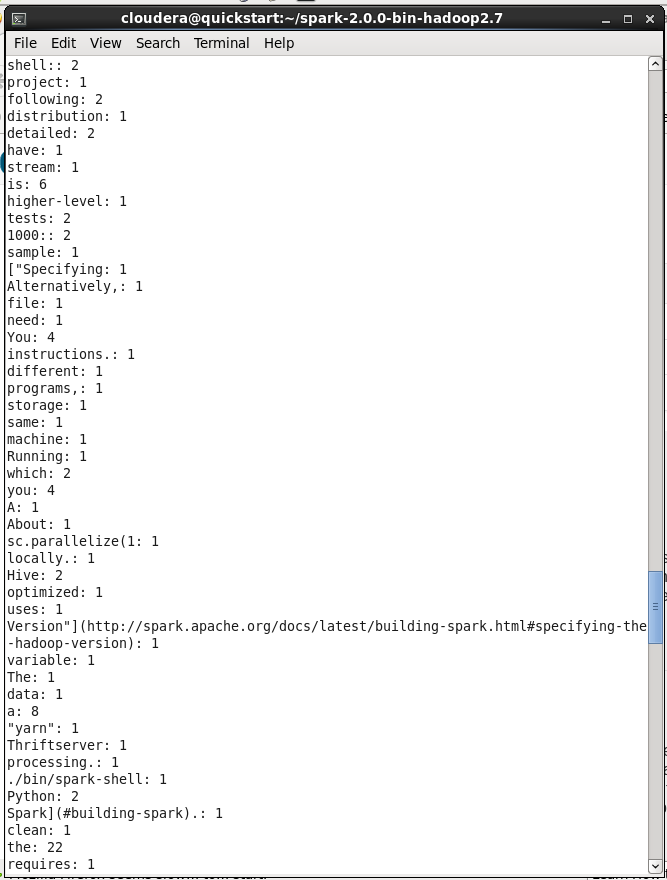 cloudera@quickstart:~/spark-2.0.0-bin-hadoop2.7
File Edit View Search Terminal Help
shell:: 2
project: 1
following: 2
distribution: 1
detailed: 2
have: 1
stream: 1
is: 6
higher-level: 1
tests: 2
1000:: 2
sample: 1
["Specifying: 1
Alternatively,: 1
file: 1
need: 1
You: 4
instructions.: 1
different: 1
programs,: 1
storage: 1
same: 1
machine: 1
Running: 1
which: 2
you: 4
A: 1
About: 1
sc.parallelize(1: 1
locally.: 1
Hive: 2
optimized: 1
uses: 1
Version"](http://spark.apache.org/docs/latest/building-spark.html#specifying-the
-hadoop-version): 1
variable: 1
The: 1
data: 1
a: 8
"yarn": 1
Thriftserver: 1
processing.: 1
./bin/spark-shell: 1
Python: 2
Spark](#building-spark).: 1
clean: 1
the: 22
requires: 1